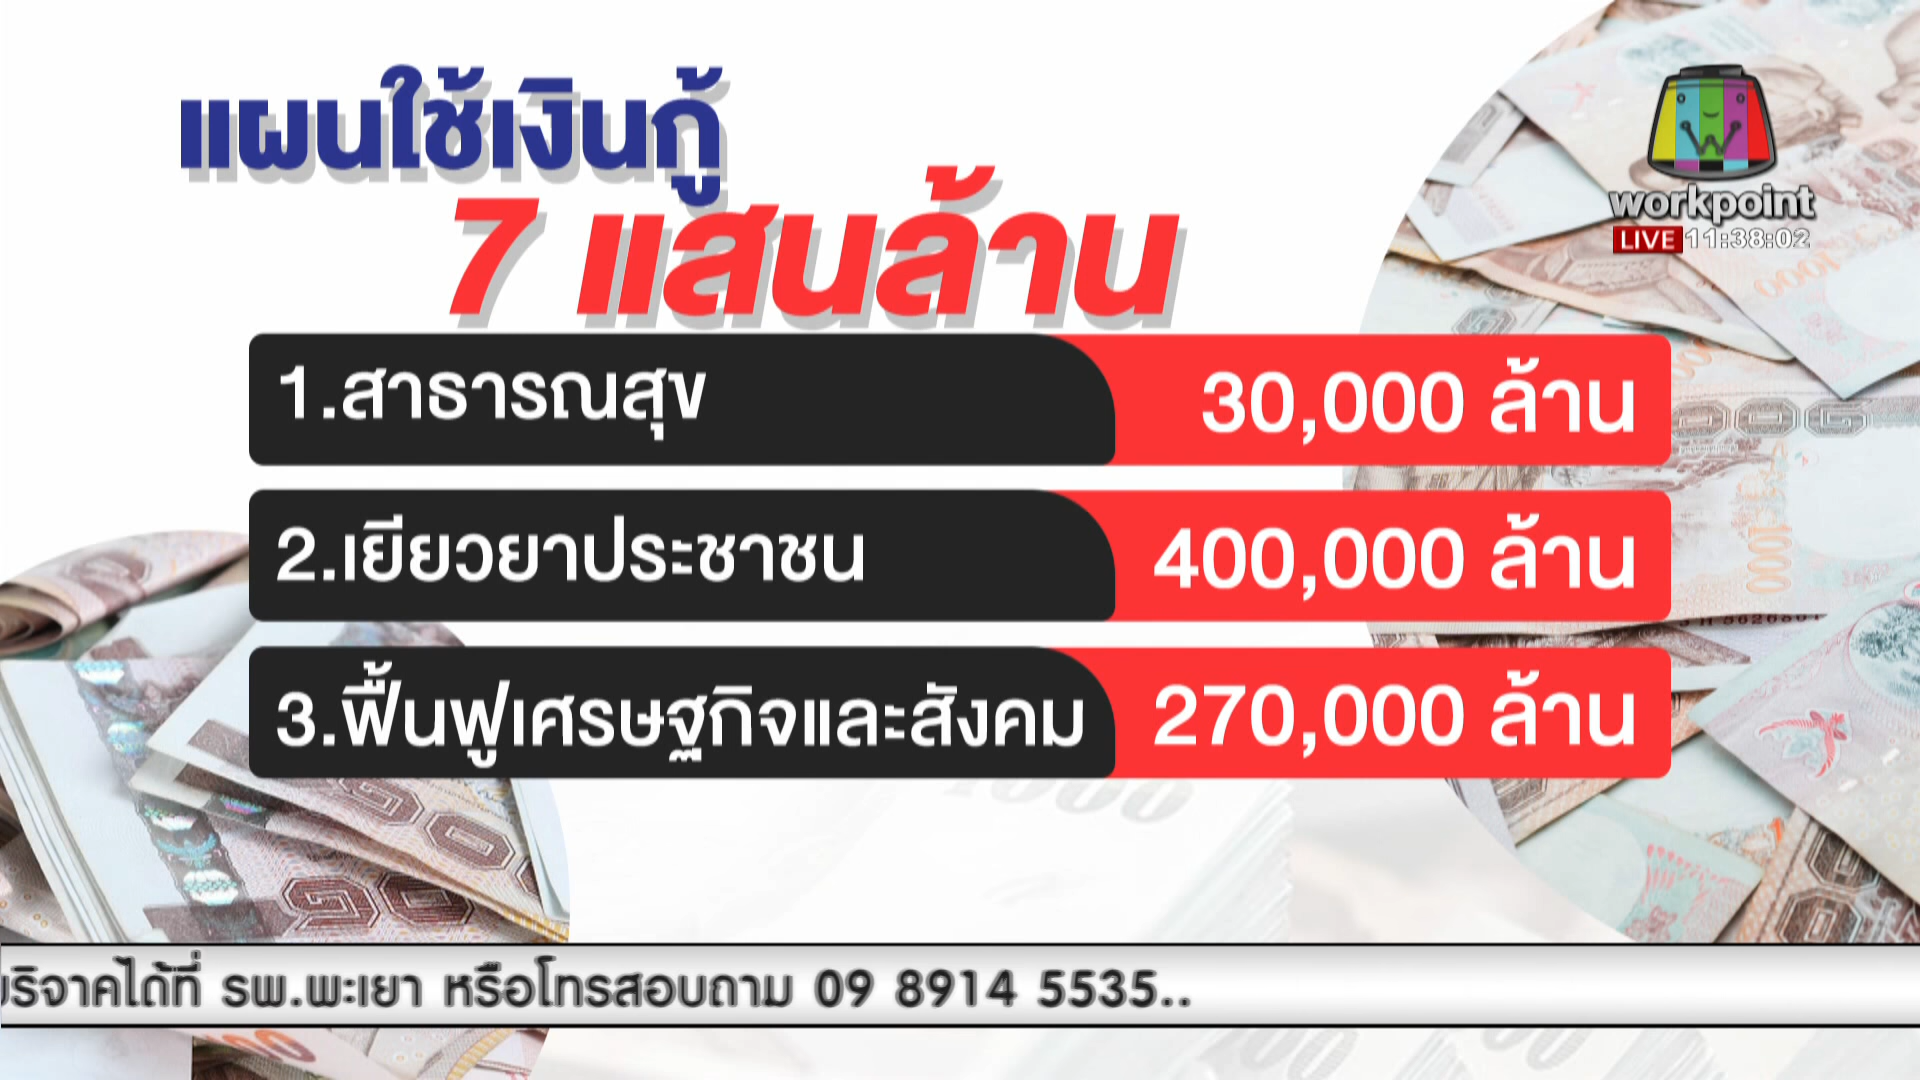 แผนใช้เงินกู้
7 แสนล้าน
workpoint
LIVE 11:38:02
1.สาธารณสุข 30,000 ล้าน
2.เยียวยาประชาชน 400,000 ล้าน
3.ฟื้นฟูเศรษฐกิจและสังคม 270,000 ล้าน
บริจาคได้ที่ รพ.พะเยา หรือโทรสอบถาม 09 8914 5535..